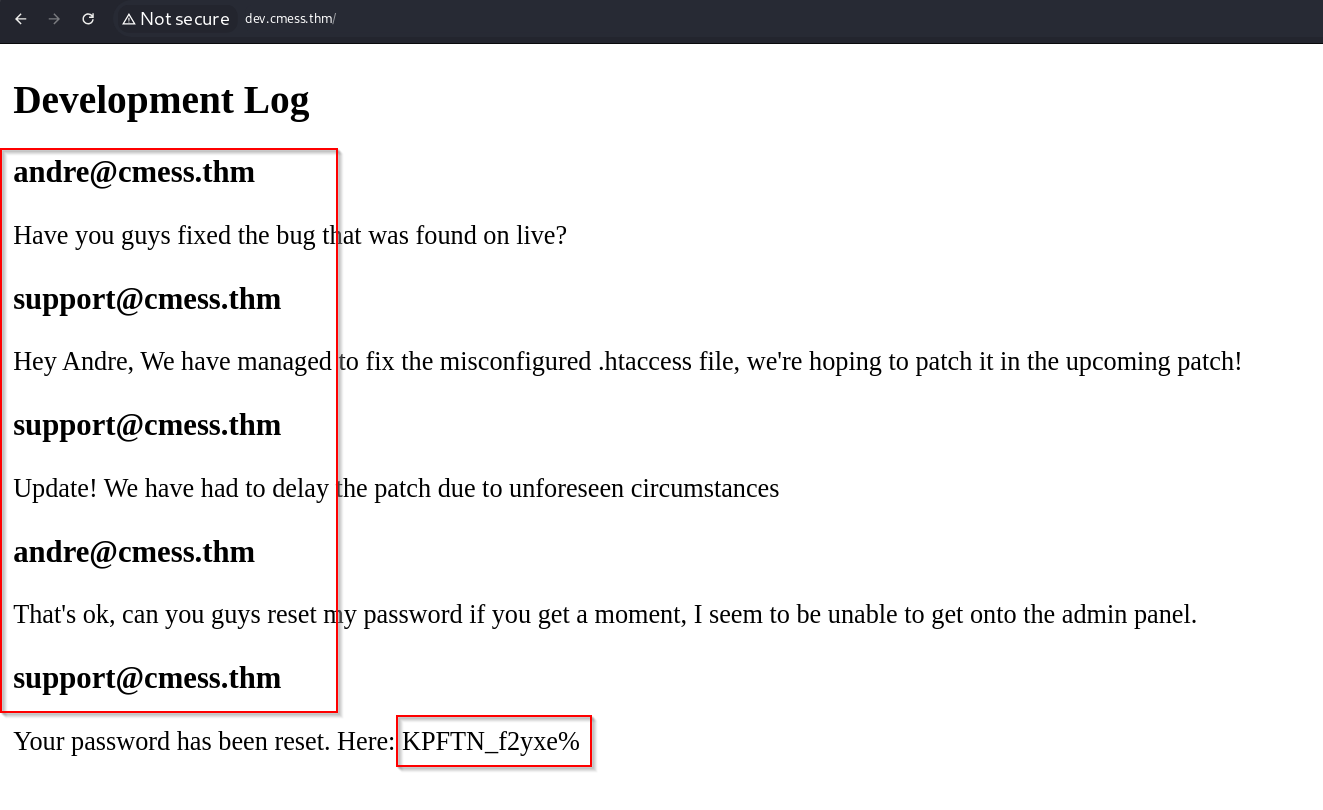 Not secure dev.cmess.thm/
Development Log
andre@cmess.thm
Have you guys fixed the bug that was found on live?
support@cmess.thm
Hey Andre, We have managed to fix the misconfigured .htaccess file, we're hoping to patch it in the upcoming patch!
support@cmess.thm
Update! We have had to delay the patch due to unforeseen circumstances
andre@cmess.thm
That's ok, can you guys reset my password if you get a moment, I seem to be unable to get onto the admin panel.
support@cmess.thm
Your password has been reset. Here: KPFTN_f2yxe%